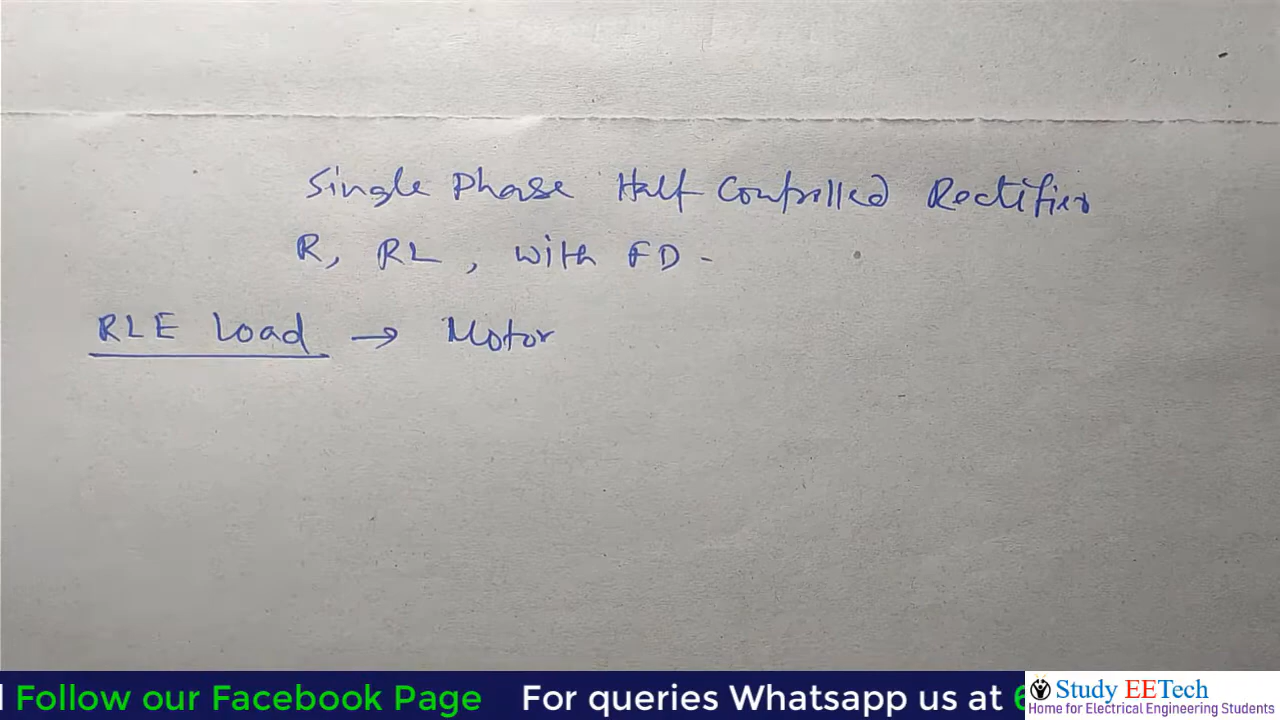 Single Phase Half Controlled Rectifier
R, RL, with FD -
RLE Load → Motor
Follow our Facebook Page For queries Whatsapp us at
Study EETech
Home for Electrical Engineering Students